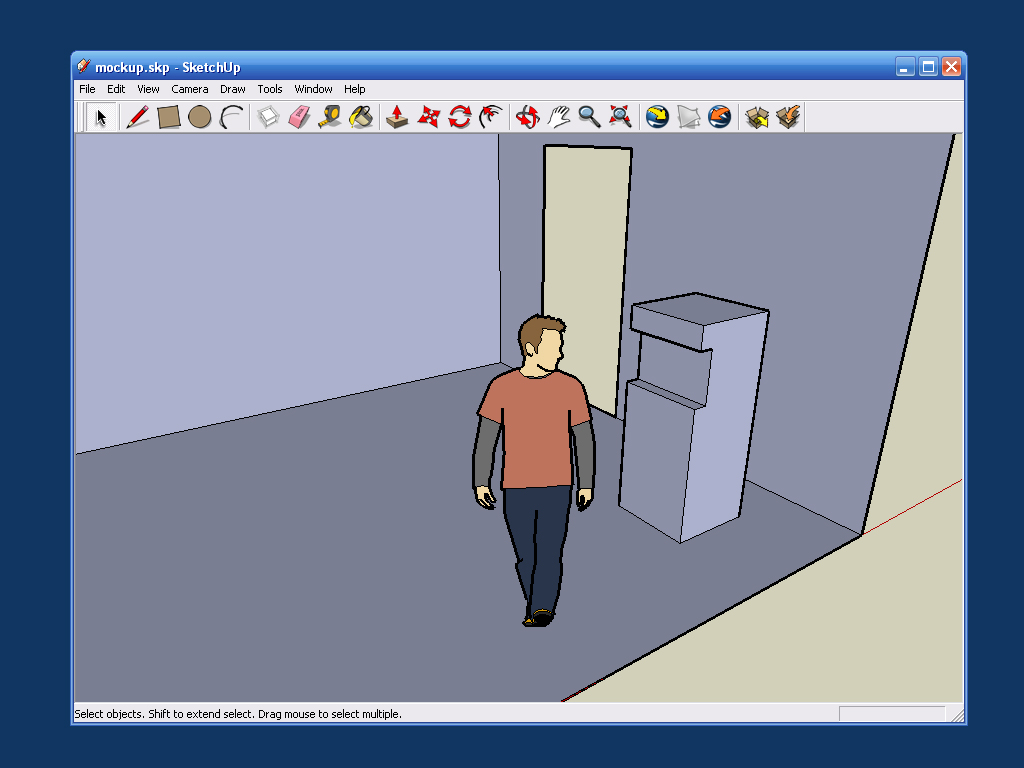 mockup.skp - SketchUp
File Edit View Camera Draw Tools Window Help
Select objects. Shift to extend select. Drag mouse to select multiple.